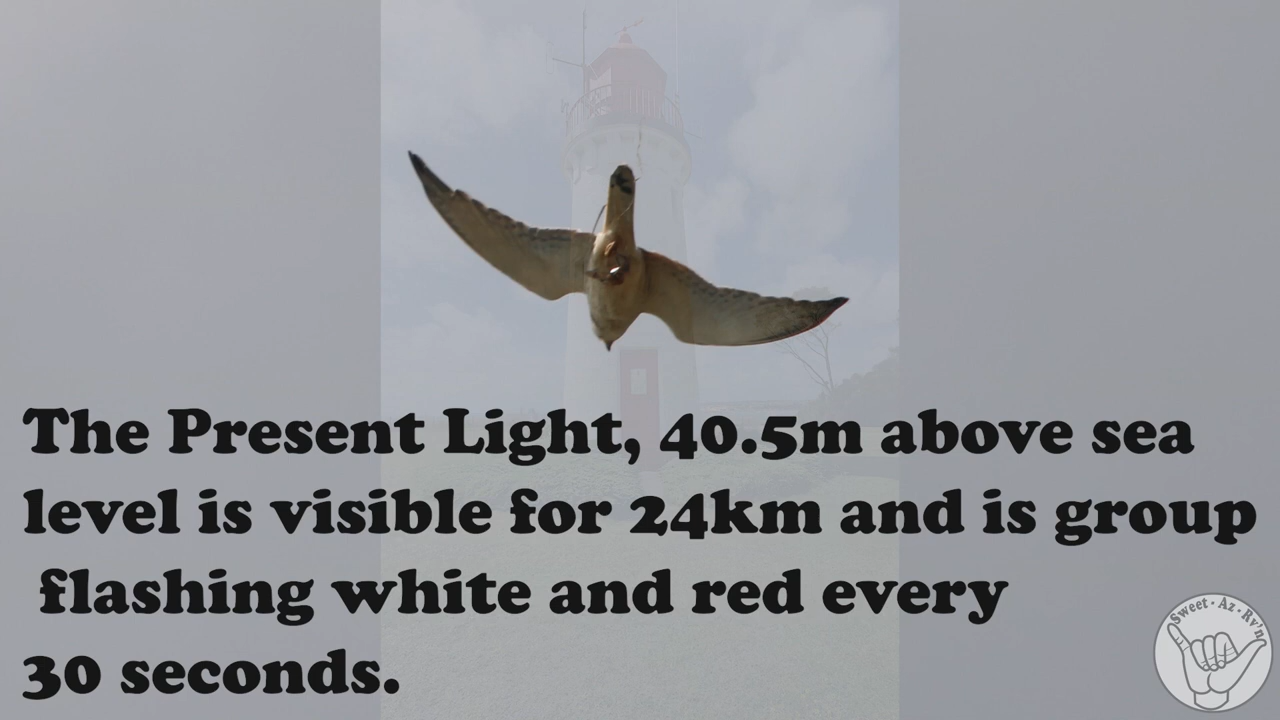 The Present Light, 40.5m above sea
level is visible for 24km and is group
flashing white and red every
30 seconds.
Sweet · Az · Rv'n